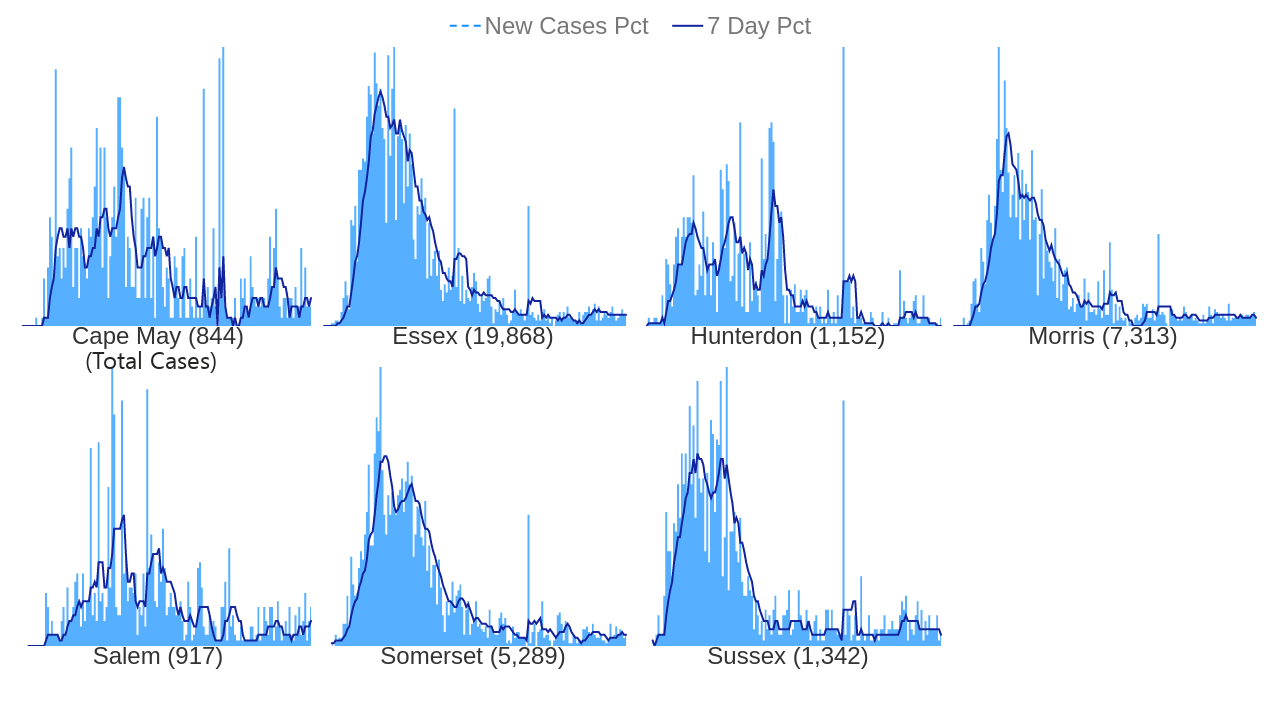 New Cases Pct 7 Day Pct
Cape May (844) Essex (19,868) Hunterdon (1,152) Morris (7,313)
(Total Cases)
Salem (917) Somerset (5,289) Sussex (1,342)